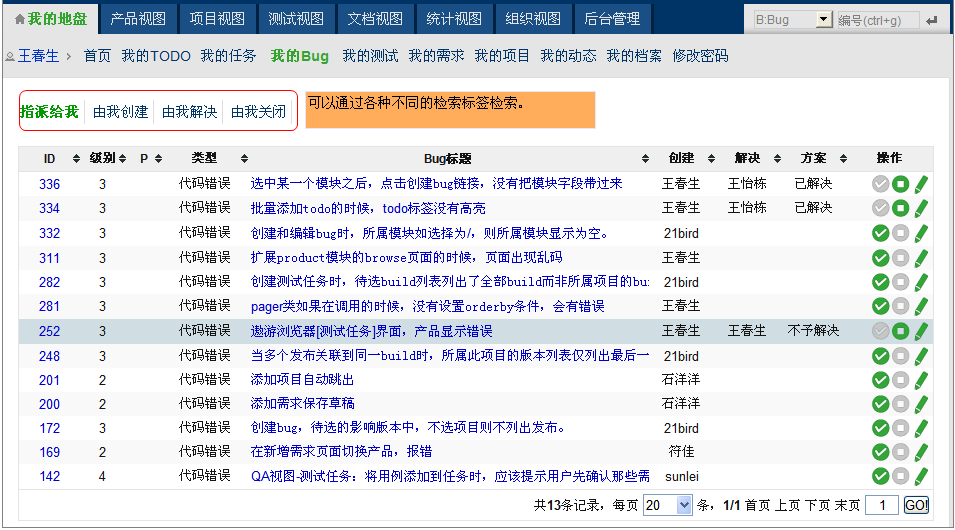 我的地盘 产品视图 项目视图 测试视图 文档视图 统计视图 组织视图 后台管理 B:Bug 编号(ctrl+g)
王春生 首页 我的TODO 我的任务 我的Bug 我的测试 我的需求 我的项目 我的动态 我的档案 修改密码
指派给我 由我创建 由我解决 由我关闭 可以通过各种不同的检索标签检索。
ID 级别 P 类型 Bug标题 创建 解决 方案 操作
336 3 代码错误 选中某一个模块之后，点击创建bug链接，没有把模块字段带过来 王春生 王怡栋 已解决
334 3 代码错误 批量添加todo的时候，todo标签没有高亮 王春生 王怡栋 已解决
332 3 代码错误 创建和编辑bug时，所属模块如选择为/，则所属模块显示为空。 21bird
311 3 代码错误 扩展product模块的browse页面的时候，页面出现乱码 王春生
282 3 代码错误 创建测试任务时，待选build列表列出了全部build而非所属项目的bui 21bird
281 3 代码错误 pager类如果在调用的时候，没有设置orderby条件，会有错误 王春生
252 3 代码错误 遨游浏览器[测试任务]界面，产品显示错误 王春生 王春生 不予解决
248 3 代码错误 当多个发布关联到同一build时，所属此项目的版本列表仅列出最后一 21bird
201 2 代码错误 添加项目自动跳出 石洋洋
200 2 代码错误 添加需求保存草稿 石洋洋
172 3 代码错误 创建bug，待选的影响版本中，不选项目则不列出发布。 21bird
169 2 代码错误 在新增需求页面切换产品，报错 符佳
142 4 代码错误 QA视图-测试任务：将用例添加到任务时，应该提示用户先确认那些需 sunlei
共13条记录，每页 20 条，1/1 首页 上页 下页 末页 1 GO!